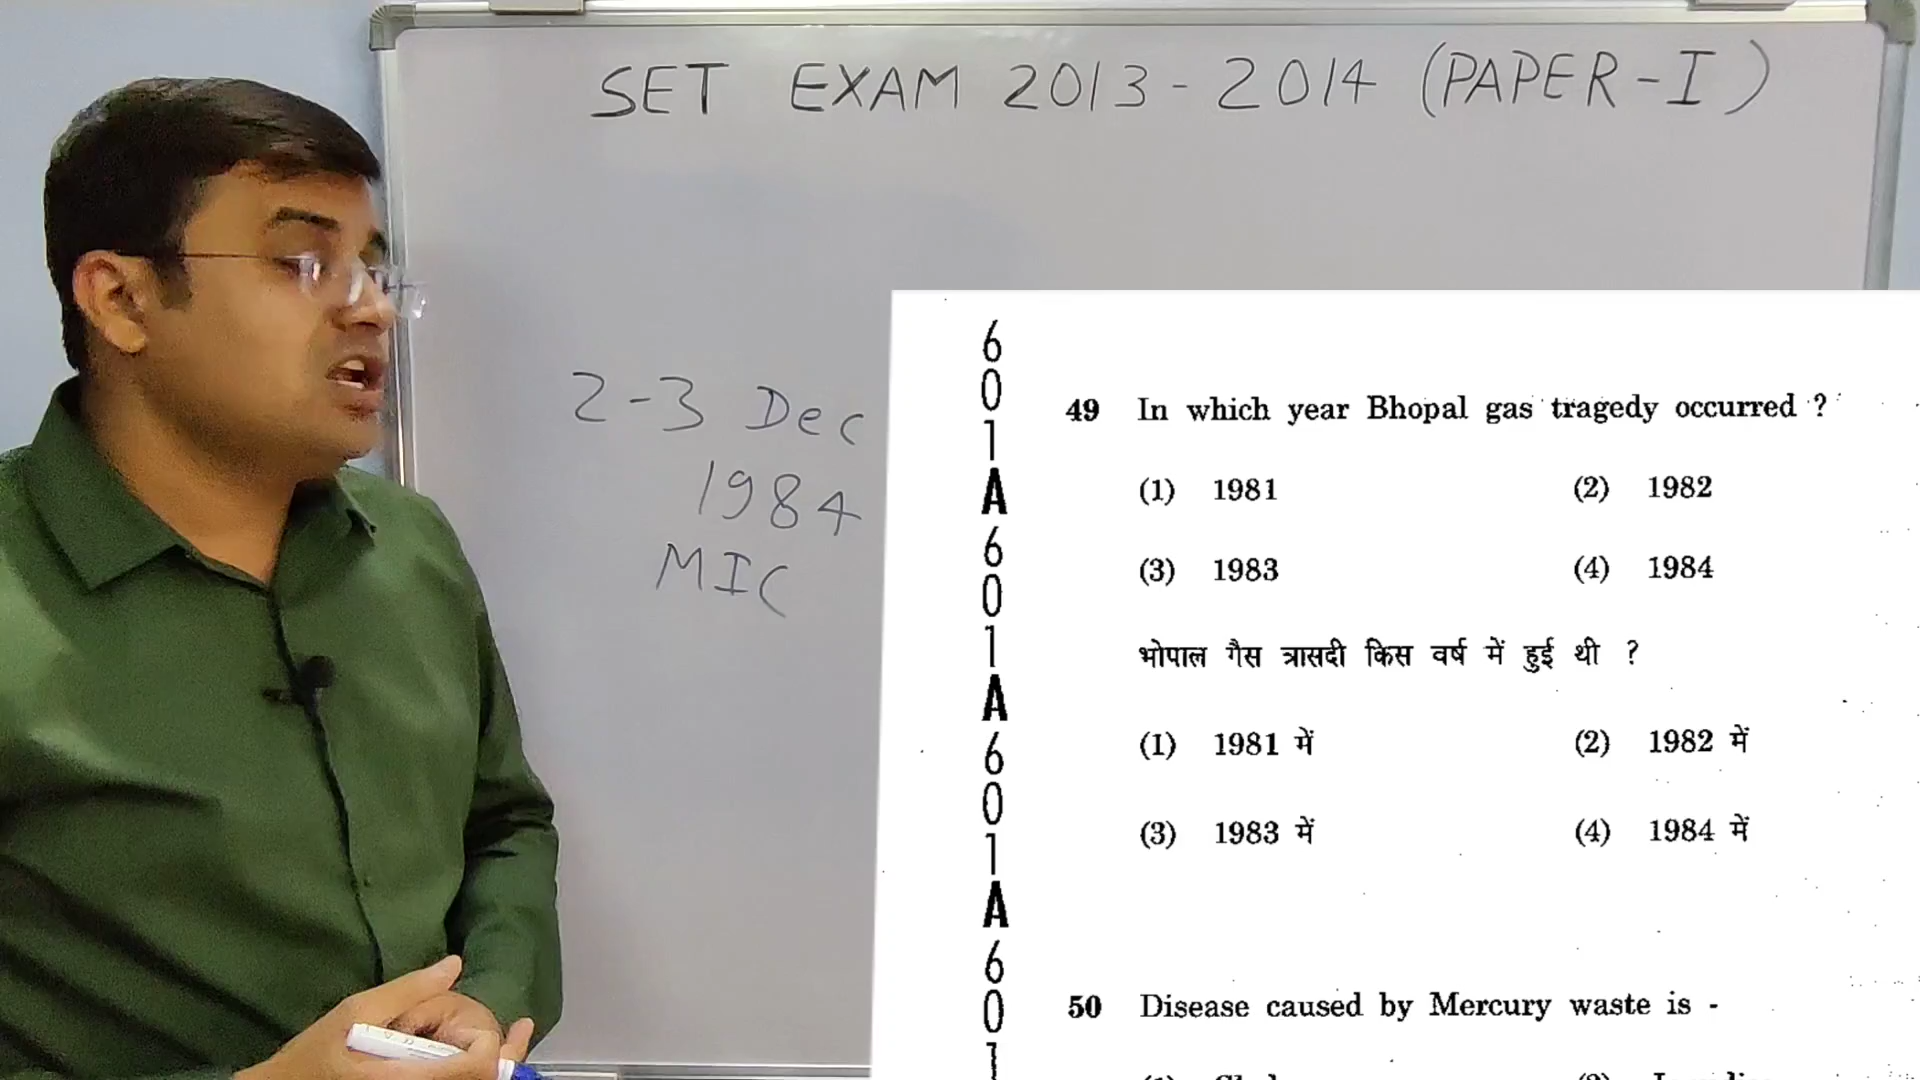 SET EXAM 2013-2014 (PAPER-I)
2-3 Dec
1984
MIC
6
0
1
A
6
0
1
A
6
0
1
A
6
0
1
49 In which year Bhopal gas tragedy occurred ?
(1) 1981 (2) 1982
(3) 1983 (4) 1984
भोपाल गैस त्रासदी किस वर्ष में हुई थी ?
(1) 1981 में (2) 1982 में
(3) 1983 में (4) 1984 में
50 Disease caused by Mercury waste is -